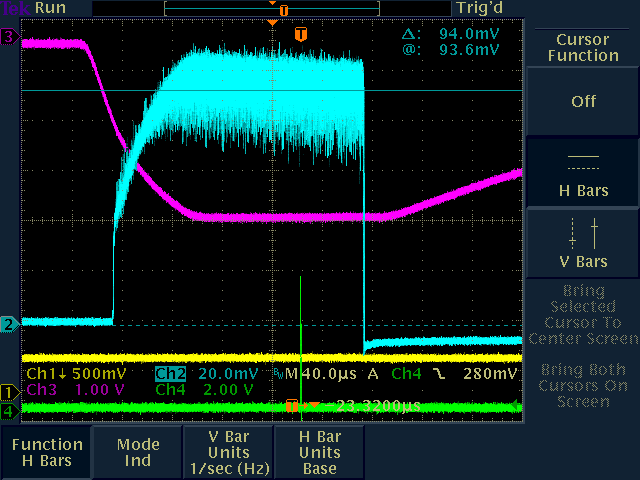 Tek Run Trig'd
T
3
T
Δ: 94.0mV
@: 93.6mV
Cursor
Function
Off
H Bars
V Bars
Bring
Selected
Cursor To
Center Screen
Bring Both
Cursors On
Screen
2
Ch1↓ 500mV Ch2 20.0mV BW M 40.0µs A Ch4 280mV
Ch3 1.00 V Ch4 2.00 V
1
4
T 23.3200µs
Function
H Bars
Mode
Ind
V Bar
Units
1/sec (Hz)
H Bar
Units
Base